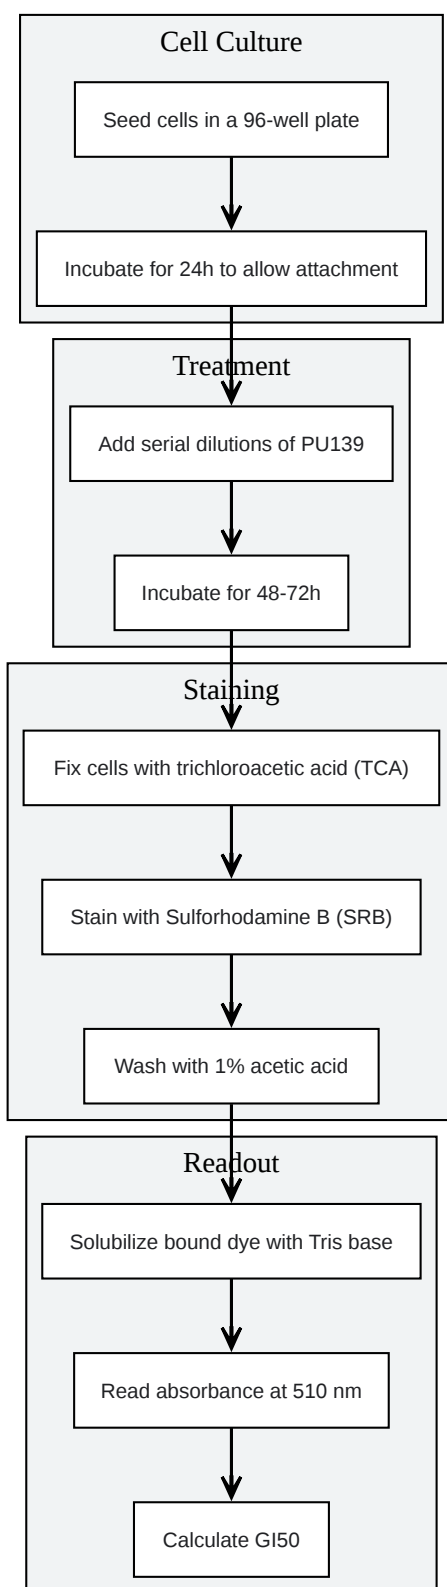 Cell Culture
Seed cells in a 96-well plate
Incubate for 24h to allow attachment
Treatment
Add serial dilutions of PU139
Incubate for 48-72h
Staining
Fix cells with trichloroacetic acid (TCA)
Stain with Sulforhodamine B (SRB)
Wash with 1% acetic acid
Readout
Solubilize bound dye with Tris base
Read absorbance at 510 nm
Calculate GI50